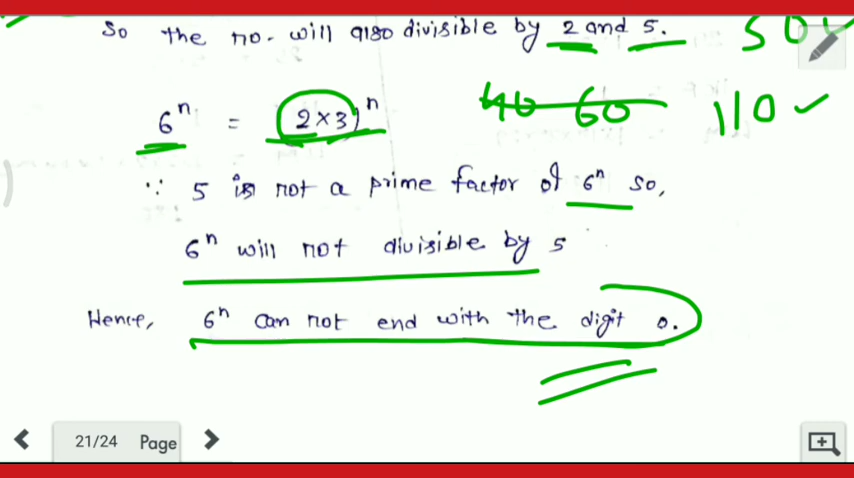 So the no. will also divisible by 2 and 5. 50
6ⁿ = (2×3)ⁿ 40 60 110 ✓
∵ 5 is not a prime factor of 6ⁿ so,
6ⁿ will not divisible by 5
Hence, 6ⁿ can not end with the digit 0.
21/24 Page